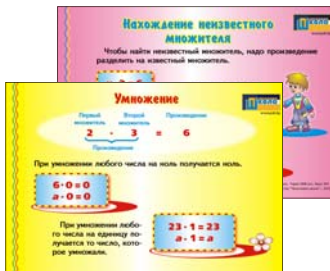 Нахождение неизвестного
множителя
Чтобы найти неизвестный множитель, надо произведение
разделить на известный множитель.
Умножение
Первый множитель Второй множитель Произведение
2 · 3 = 6
Произведение
При умножении любого числа на ноль получается ноль.
6·0=0
а·0=0
При умножении любо-
го числа на единицу по-
лучается то число, кото-
рое умножали.
23·1=23
а·1=а